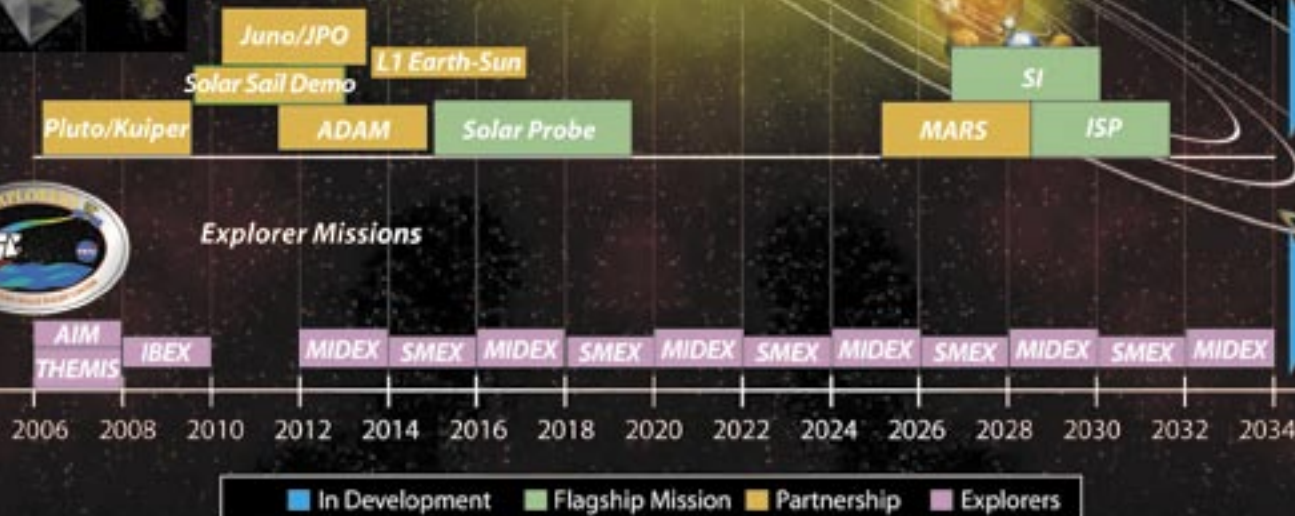 Juno/JPO
L1 Earth-Sun
Solar Sail Demo
SI
Pluto/Kuiper ADAM Solar Probe MARS ISP
Explorer Missions
AIM
THEMIS IBEX MIDEX SMEX MIDEX SMEX MIDEX SMEX MIDEX SMEX MIDEX SMEX MIDEX
2006 2008 2010 2012 2014 2016 2018 2020 2022 2024 2026 2028 2030 2032 2034
In Development Flagship Mission Partnership Explorers